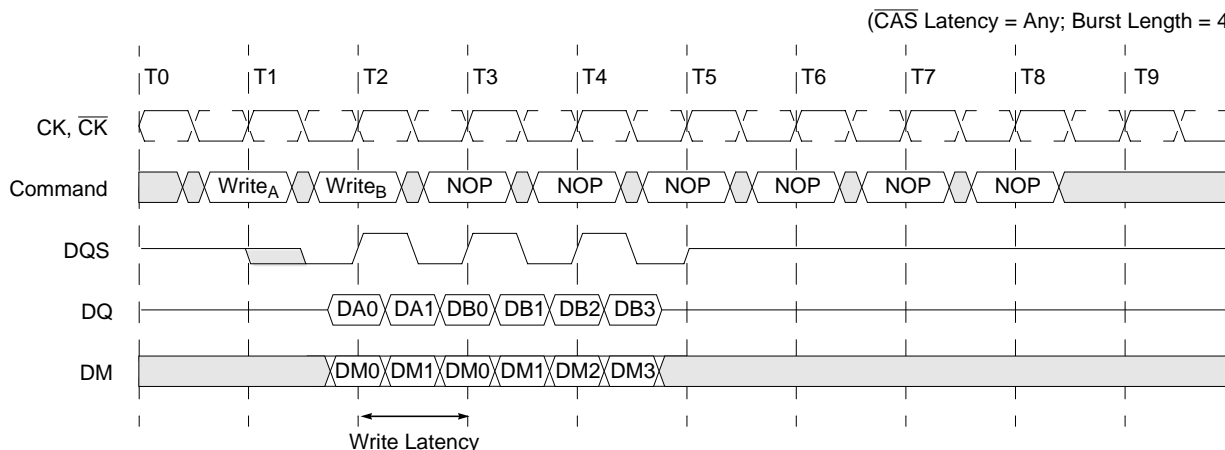 (CAS Latency = Any; Burst Length = 4
T0 T1 T2 T3 T4 T5 T6 T7 T8 T9
CK, CK
Command WriteA WriteB NOP NOP NOP NOP NOP NOP
DQS
DQ DA0 DA1 DB0 DB1 DB2 DB3
DM DM0 DM1 DM0 DM1 DM2 DM3
Write Latency